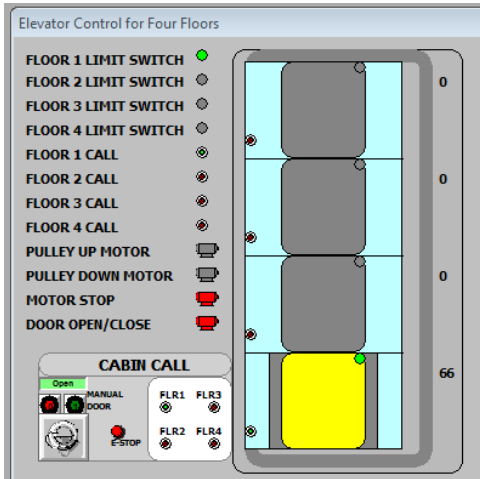 Elevator Control for Four Floors
FLOOR 1 LIMIT SWITCH
FLOOR 2 LIMIT SWITCH
FLOOR 3 LIMIT SWITCH
FLOOR 4 LIMIT SWITCH
FLOOR 1 CALL
FLOOR 2 CALL
FLOOR 3 CALL
FLOOR 4 CALL
PULLEY UP MOTOR
PULLEY DOWN MOTOR
MOTOR STOP
DOOR OPEN/CLOSE
CABIN CALL
Open
MANUAL
DOOR
E-STOP
FLR1 FLR3
FLR2 FLR4
0
0
0
66